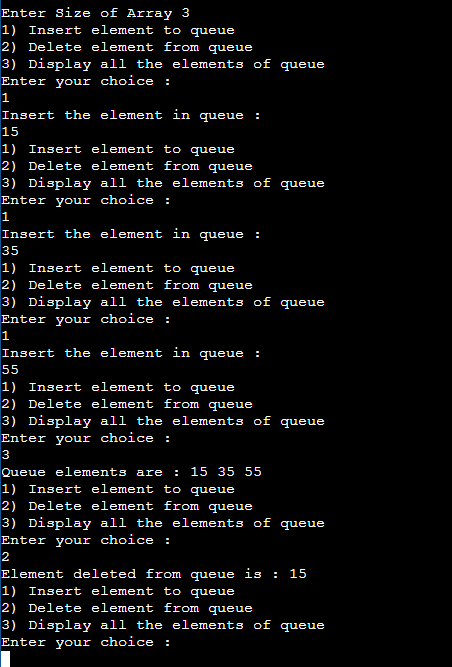 Enter Size of Array 3
1) Insert element to queue
2) Delete element from queue
3) Display all the elements of queue
Enter your choice :
1
Insert the element in queue :
15
1) Insert element to queue
2) Delete element from queue
3) Display all the elements of queue
Enter your choice :
1
Insert the element in queue :
35
1) Insert element to queue
2) Delete element from queue
3) Display all the elements of queue
Enter your choice :
1
Insert the element in queue :
55
1) Insert element to queue
2) Delete element from queue
3) Display all the elements of queue
Enter your choice :
3
Queue elements are : 15 35 55
1) Insert element to queue
2) Delete element from queue
3) Display all the elements of queue
Enter your choice :
2
Element deleted from queue is : 15
1) Insert element to queue
2) Delete element from queue
3) Display all the elements of queue
Enter your choice :